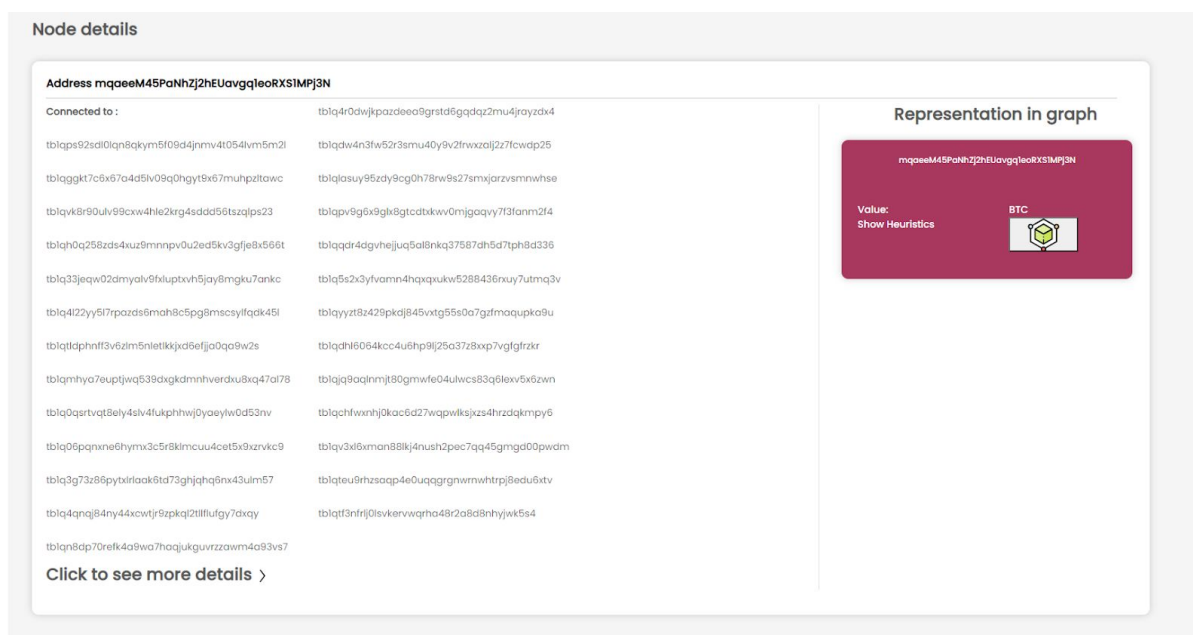 Node details
Address mqaeeM45PaNhZj2hEUavgq1eoRXS1MPj3N
Connected to :
tb1qps92sdl0lqn8qkym5f09d4jnmv4t054lvm5m2l
tb1qggkt7c6x67a4d5lv09q0hgyt9x67muhpzltawc
tb1qvk8r90ulv99cxw4hle2krg4sddd56tszqlps23
tb1qh0q258zds4xuz9mnnpv0u2ed5kv3gfje8x566t
tb1q33jeqw02dmyalv9fxluptxvh5jay8mgku7ankc
tb1q4l22yy5l7rpazds6mah8c5pg8mscsylfqdk45l
tb1qtldphnff3v6zlm5nletlkkjxd6efjja0qa9w2s
tb1qmhya7euptjwq539dxgkdmnhverdxu8xq47al78
tb1q0qsrtvqt8ely4slv4fukphhwj0yaeylw0d53nv
tb1q06pqnxne6hymx3c5r8klmcuu4cet5x9xzrvkc9
tb1q3g73z86pytxlrlaak6td73ghjqhq6nx43ulm57
tb1q4qnqj84ny44xcwtjr9zpkql2tllflufgy7dxqy
tb1qn8dp70refk4a9wa7haqjukguvrzzawm4a93vs7
tb1q4r0dwjkpazdeea9grstd6gqdqz2mu4jrayzdx4
tb1qdw4n3fw52r3smu40y9v2frwxzalj2z7fcwdp25
tb1qlasuy95zdy9cg0h78rw9s27smxjarzvsmnwhse
tb1qpv9g6x9glx8gtcdtxkwv0mjgaqvy7f3fanm2f4
tb1qqdr4dgvhejjuq5al8nkq37587dh5d7tph8d336
tb1q5s2x3yfvamn4hqxqxukw5288436rxuy7utmq3v
tb1qyyzt8z429pkdj845vxtg55s0a7gzfmaqupka9u
tb1qdhl6064kcc4u6hp9lj25a37z8xxp7vgfgfrzkr
tb1qjq9aqlnmjt80gmwfe04ulwcs83q6lexv5x6zwn
tb1qchfwxnhj0kac6d27wqpwlksjxzs4hrzdqkmpy6
tb1qv3xl6xman88lkj4nush2pec7qq45gmgd00pwdm
tb1qteu9rhzsaqp4e0uqqgrgnwrnwhtrpj8edu6xtv
tb1qtf3nfrlj0lsvkervwqrha48r2a8d8nhyjwk5s4
Click to see more details >
Representation in graph
mqaeeM45PaNhZj2hEUavgq1eoRXS1MPj3N
Value:
BTC
Show Heuristics